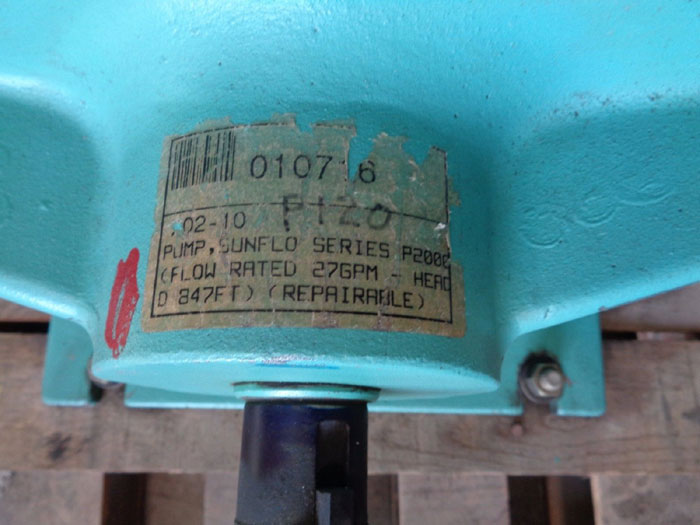 010716
.02-10 P120
PUMP, SUNFLO SERIES P2000
(FLOW RATED 27GPM - HEAD
D 847FT) (REPAIRABLE)